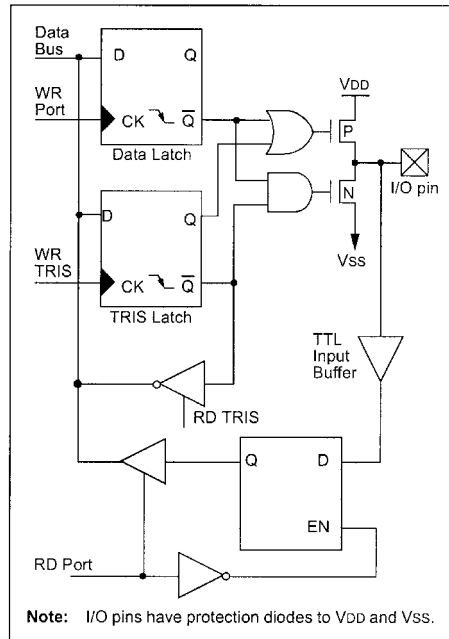 Data
Bus
D
Q
WR
Port
CK
Q̅
Data Latch
VDD
P
I/O pin
N
VSS
D
Q
WR
TRIS
CK
Q̅
TRIS Latch
TTL
Input
Buffer
RD TRIS
Q
D
EN
RD Port
Note: I/O pins have protection diodes to VDD and VSS.